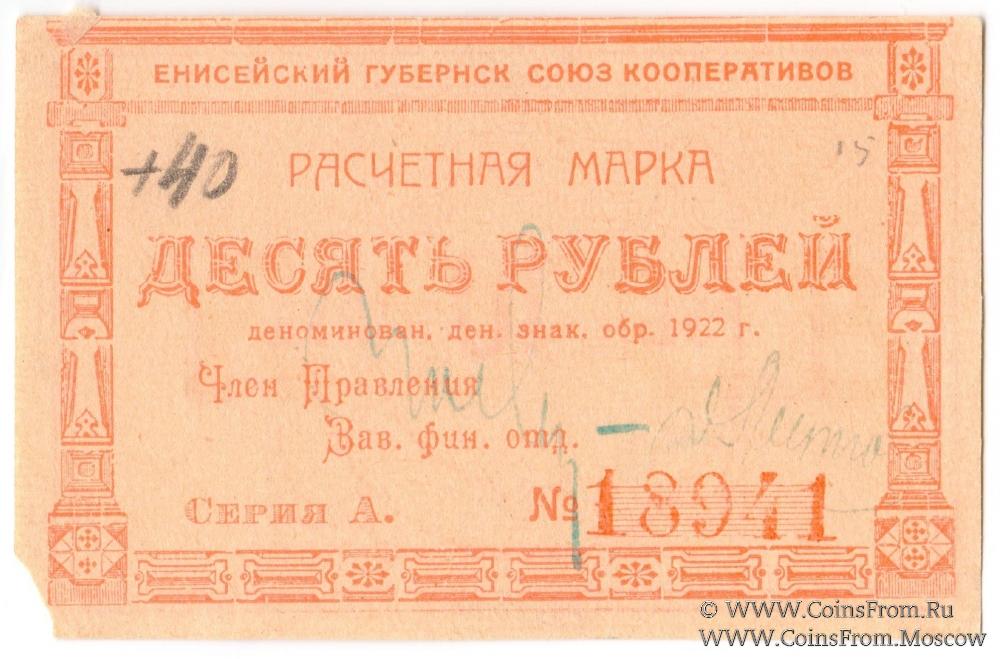 ЕНИСЕЙСКИЙ ГУБЕРНСК СОЮЗ КООПЕРАТИВОВ
+40
15
РАСЧЕТНАЯ МАРКА
ДЕСЯТЬ РУБЛЕЙ
деноминован. ден. знак. обр. 1922 г.
Член Правления
Зав. фин. отд.
Серия А. № 18941
© WWW.CoinsFrom.Ru
WWW.CoinsFrom.Moscow